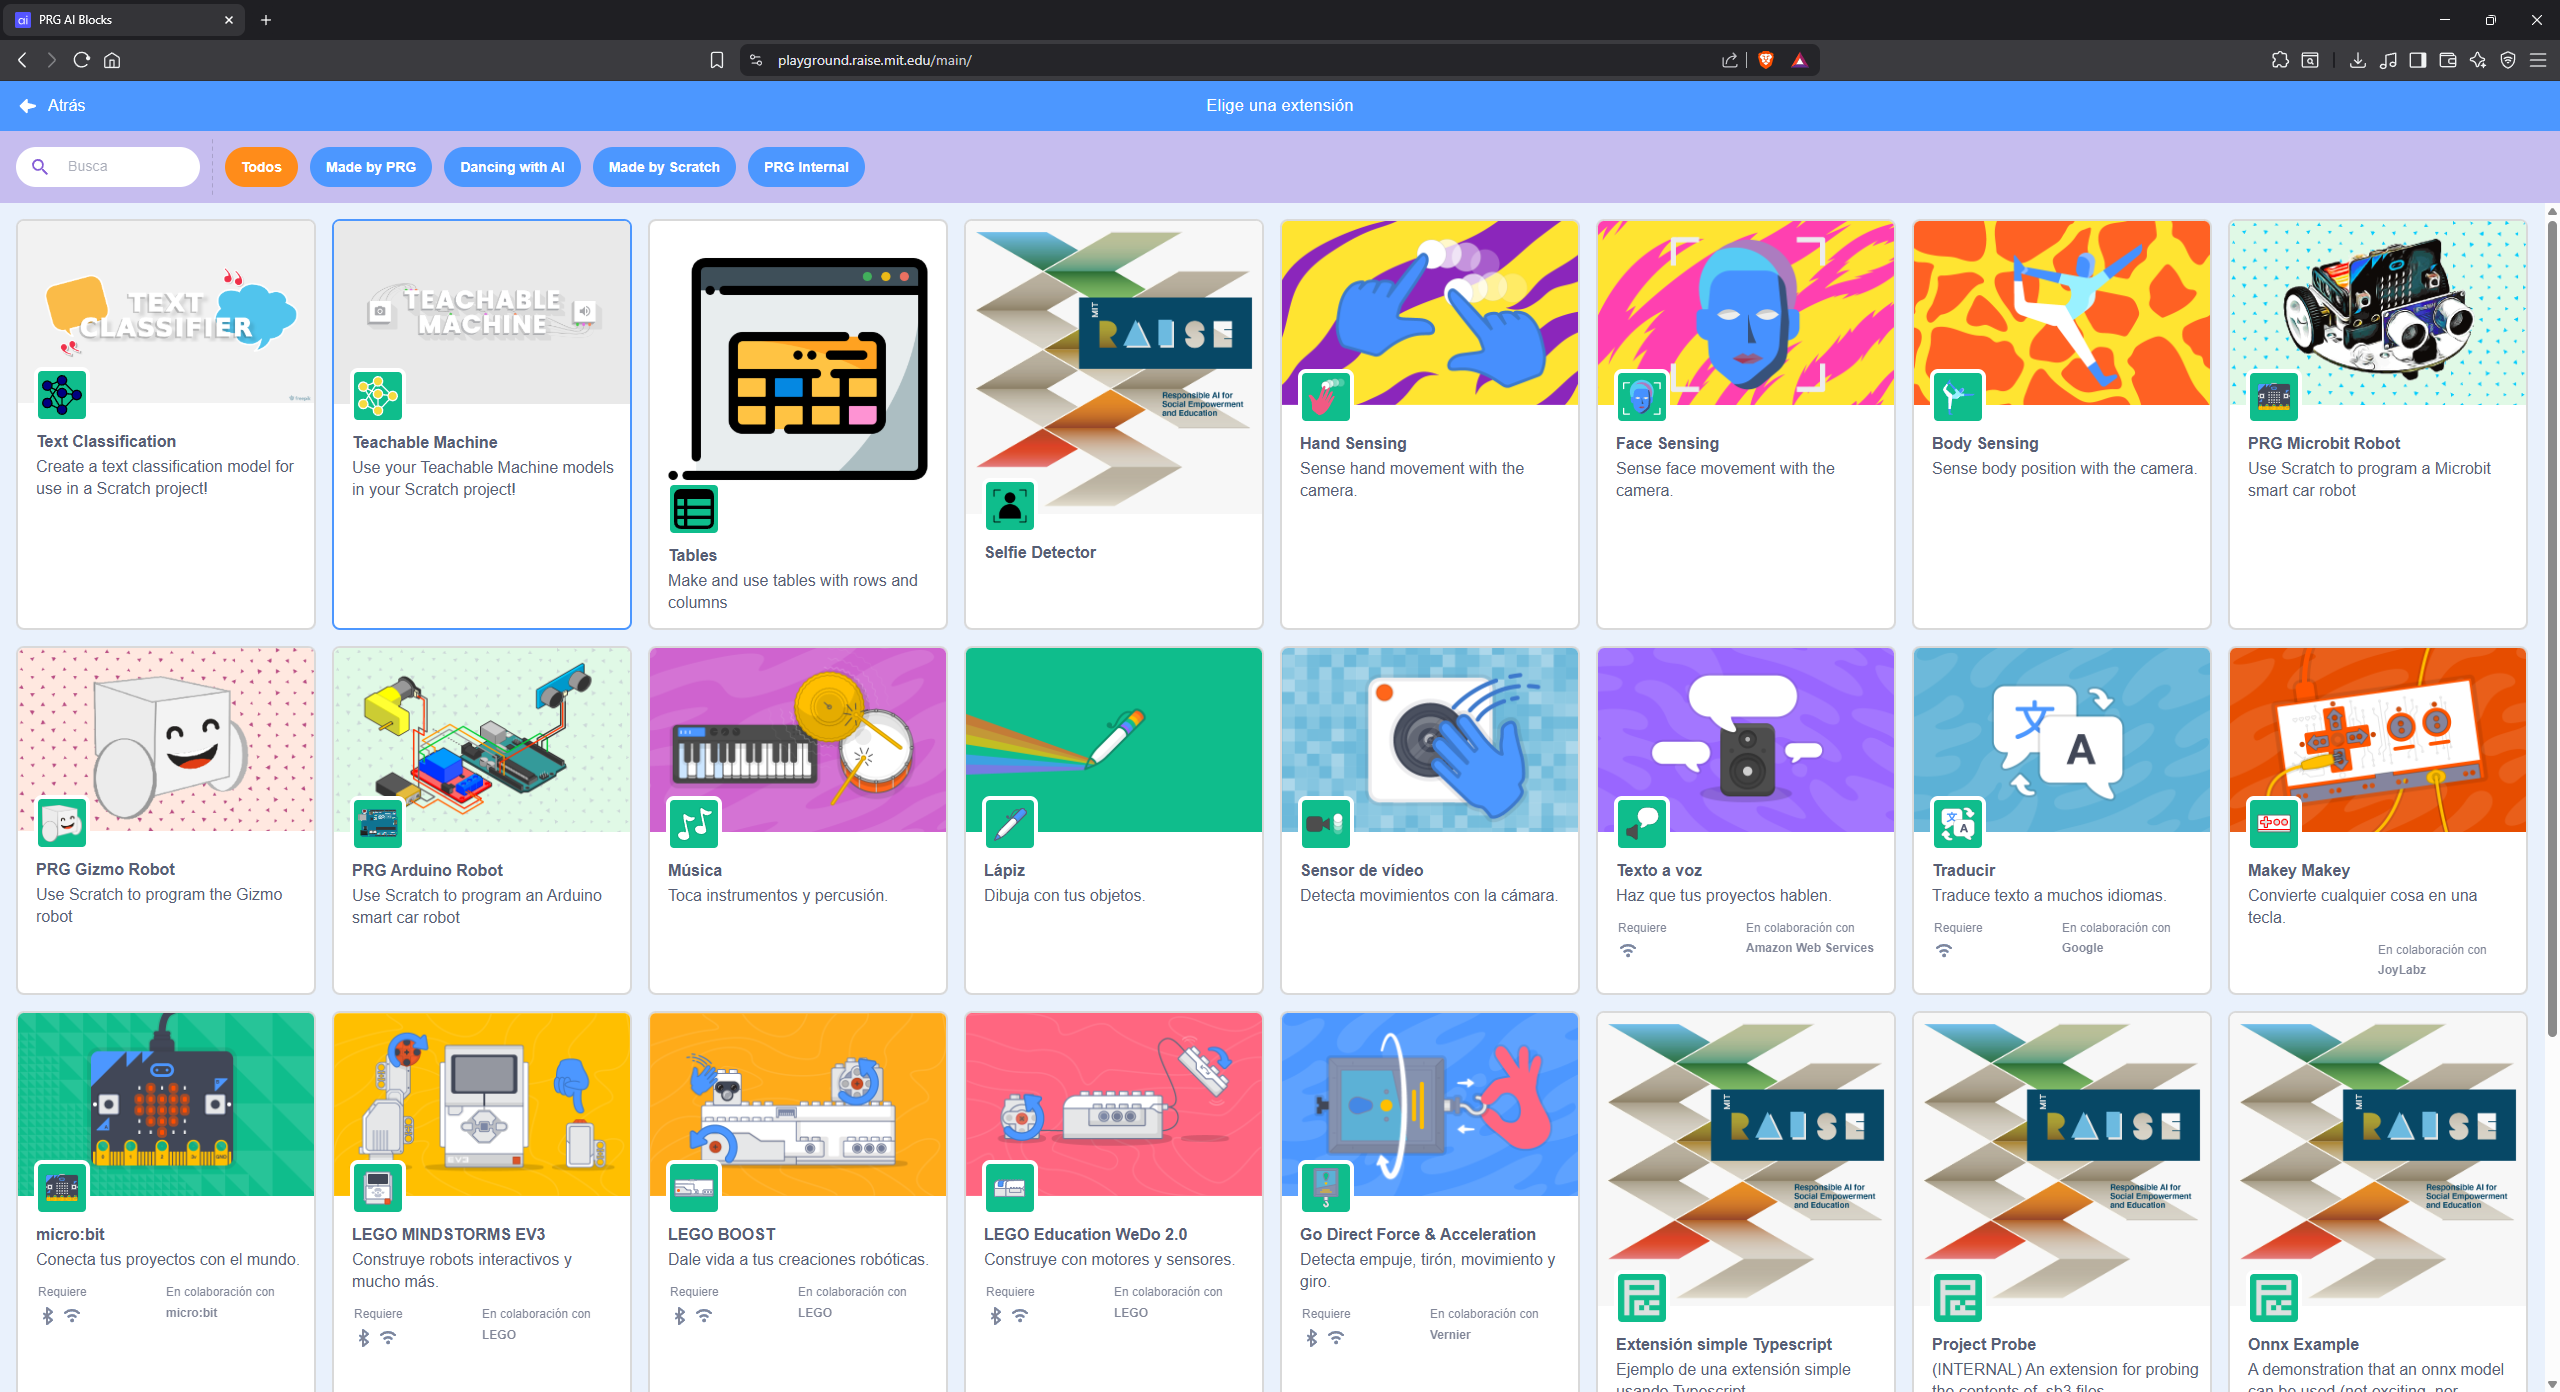 PRG AI Blocks
playground.raise.mit.edu/main/
Atrás
Elige una extensión
Busca
Todos
Made by PRG
Dancing with AI
Made by Scratch
PRG Internal
TEXT
CLASSIFIER
Text Classification
Create a text classification model for
use in a Scratch project!
TEACHABLE
MACHINE
Teachable Machine
Use your Teachable Machine models
in your Scratch project!
Tables
Make and use tables with rows and
columns
MIT
RAISE
Responsible AI for
Social Empowerment
and Education
Selfie Detector
Hand Sensing
Sense hand movement with the
camera.
Face Sensing
Sense face movement with the
camera.
Body Sensing
Sense body position with the camera.
PRG Microbit Robot
Use Scratch to program a Microbit
smart car robot
PRG Gizmo Robot
Use Scratch to program the Gizmo
robot
PRG Arduino Robot
Use Scratch to program an Arduino
smart car robot
Música
Toca instrumentos y percusión.
Lápiz
Dibuja con tus objetos.
Sensor de vídeo
Detecta movimientos con la cámara.
Texto a voz
Haz que tus proyectos hablen.
Requiere
En colaboración con
Amazon Web Services
文
A
Traducir
Traduce texto a muchos idiomas.
Requiere
En colaboración con
Google
Makey Makey
Convierte cualquier cosa en una
tecla.
En colaboración con
JoyLabz
micro:bit
Conecta tus proyectos con el mundo.
Requiere
En colaboración con
micro:bit
EV3
LEGO MINDSTORMS EV3
Construye robots interactivos y
mucho más.
Requiere
En colaboración con
LEGO
LEGO BOOST
Dale vida a tus creaciones robóticas.
Requiere
En colaboración con
LEGO
LEGO Education WeDo 2.0
Construye con motores y sensores.
Requiere
En colaboración con
LEGO
Go Direct Force & Acceleration
Detecta empuje, tirón, movimiento y
giro.
Requiere
En colaboración con
Vernier
MIT
RAISE
Responsible AI for
Social Empowerment
and Education
Extensión simple Typescript
Ejemplo de una extensión simple
usando Typescript
MIT
RAISE
Responsible AI for
Social Empowerment
and Education
Project Probe
(INTERNAL) An extension for probing
the contents of .sb3 files
MIT
RAISE
Responsible AI for
Social Empowerment
and Education
Onnx Example
A demonstration that an onnx model
can be used (not exciting, nor